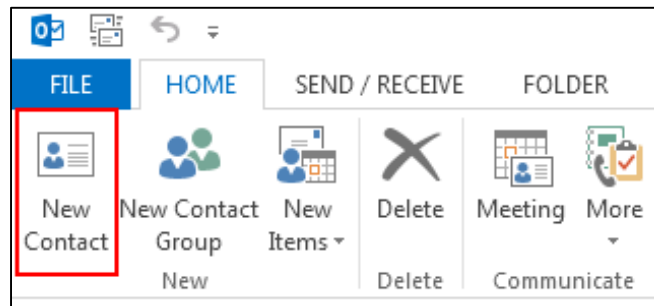 FILE HOME SEND / RECEIVE FOLDER
New Contact
New Contact Group
New Items
Delete
Meeting
More
New Delete Communicate